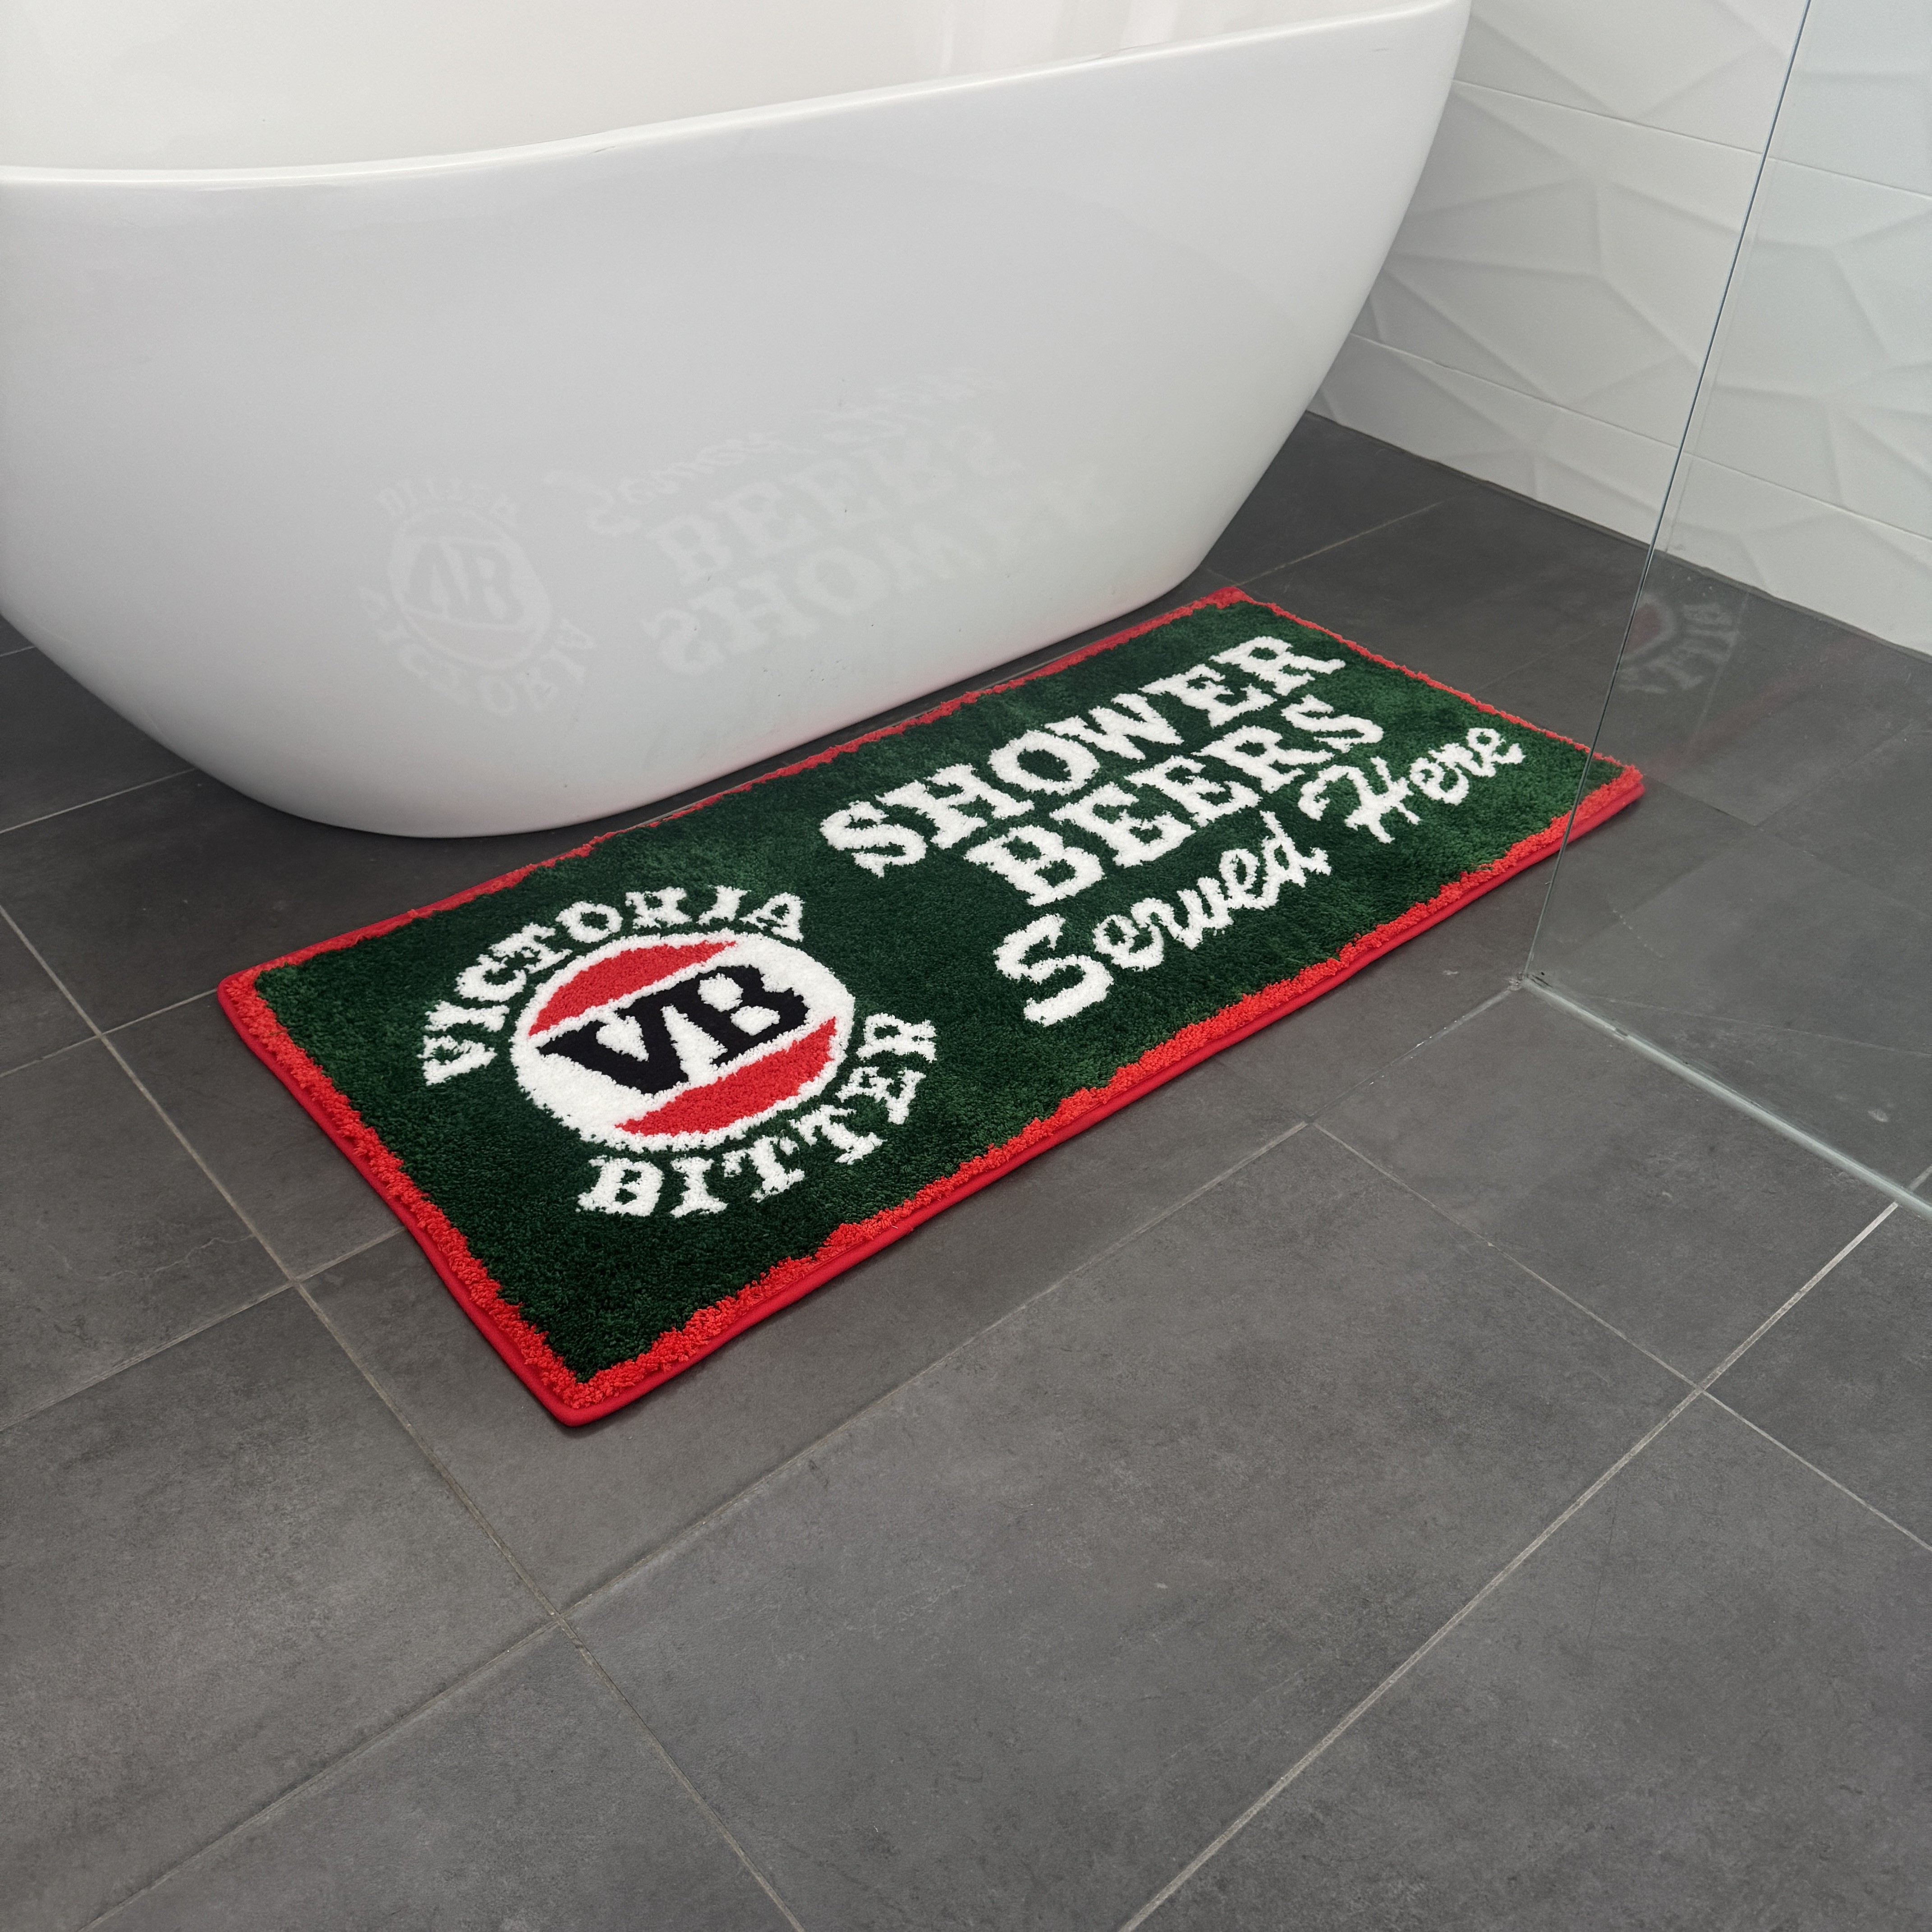 VICTORIA
VB
BITTER
SHOWER
BEERS
Served Here